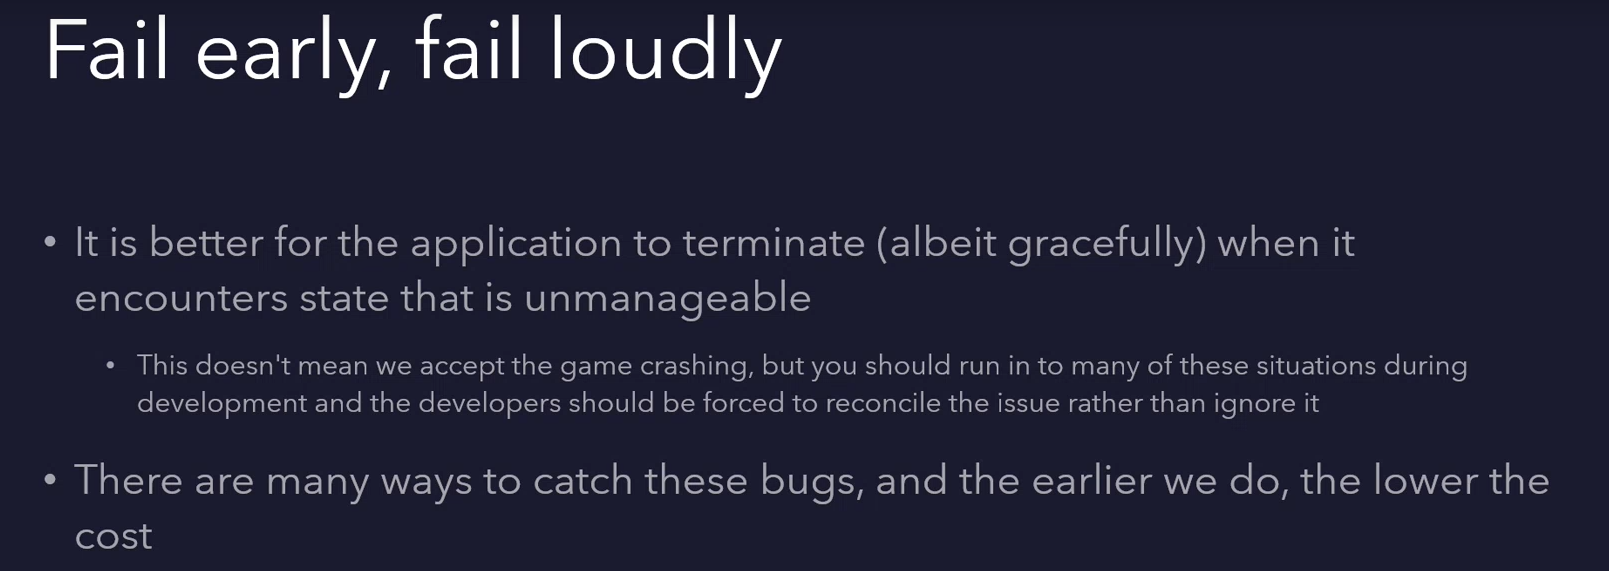 Fail early, fail loudly
• It is better for the application to terminate (albeit gracefully) when it
encounters state that is unmanageable
• This doesn't mean we accept the game crashing, but you should run in to many of these situations during
development and the developers should be forced to reconcile the issue rather than ignore it
• There are many ways to catch these bugs, and the earlier we do, the lower the
cost